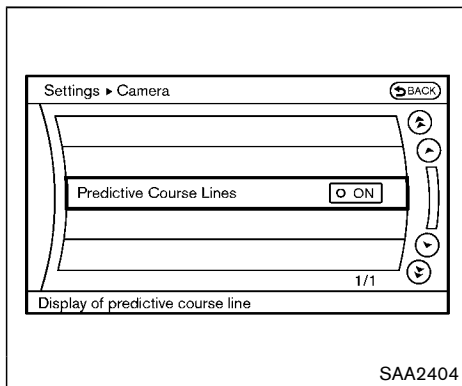 Settings ▸ Camera
BACK
Predictive Course Lines
ON
1/1
Display of predictive course line
SAA2404